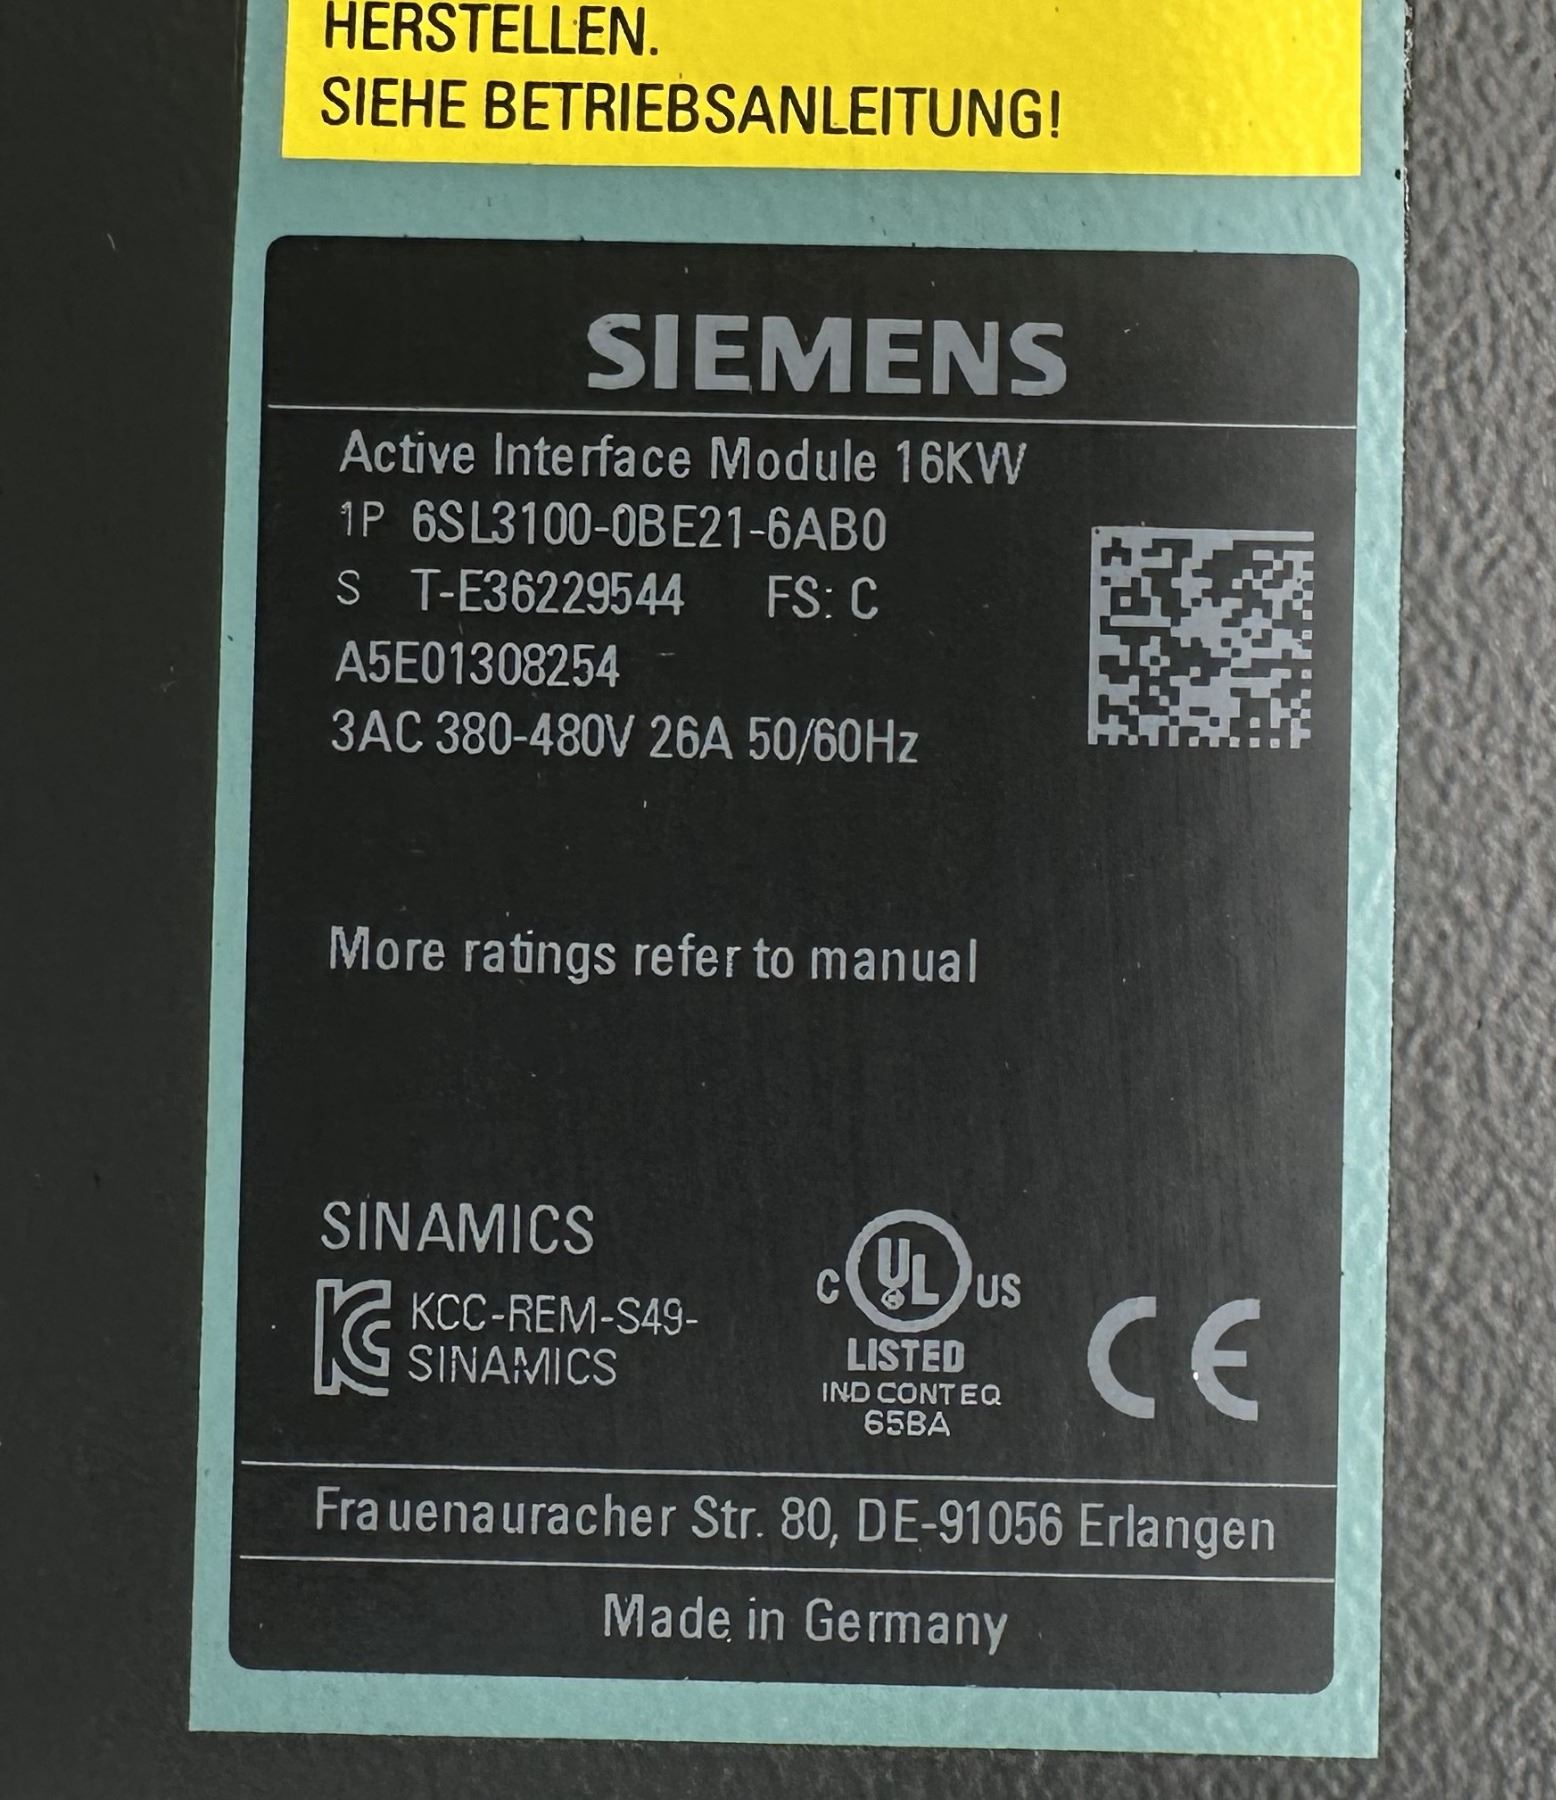 HERSTELLEN.
SIEHE BETRIEBSANLEITUNG!
SIEMENS
Active Interface Module 16KW
1P 6SL3100-0BE21-6AB0
S T-E36229544 FS: C
A5E01308254
3AC 380-480V 26A 50/60Hz
More ratings refer to manual
SINAMICS
KCC-REM-S49-
SINAMICS
C UL US
LISTED
IND CONT EQ
65BA
CE
Frauenauracher Str. 80, DE-91056 Erlangen
Made in Germany